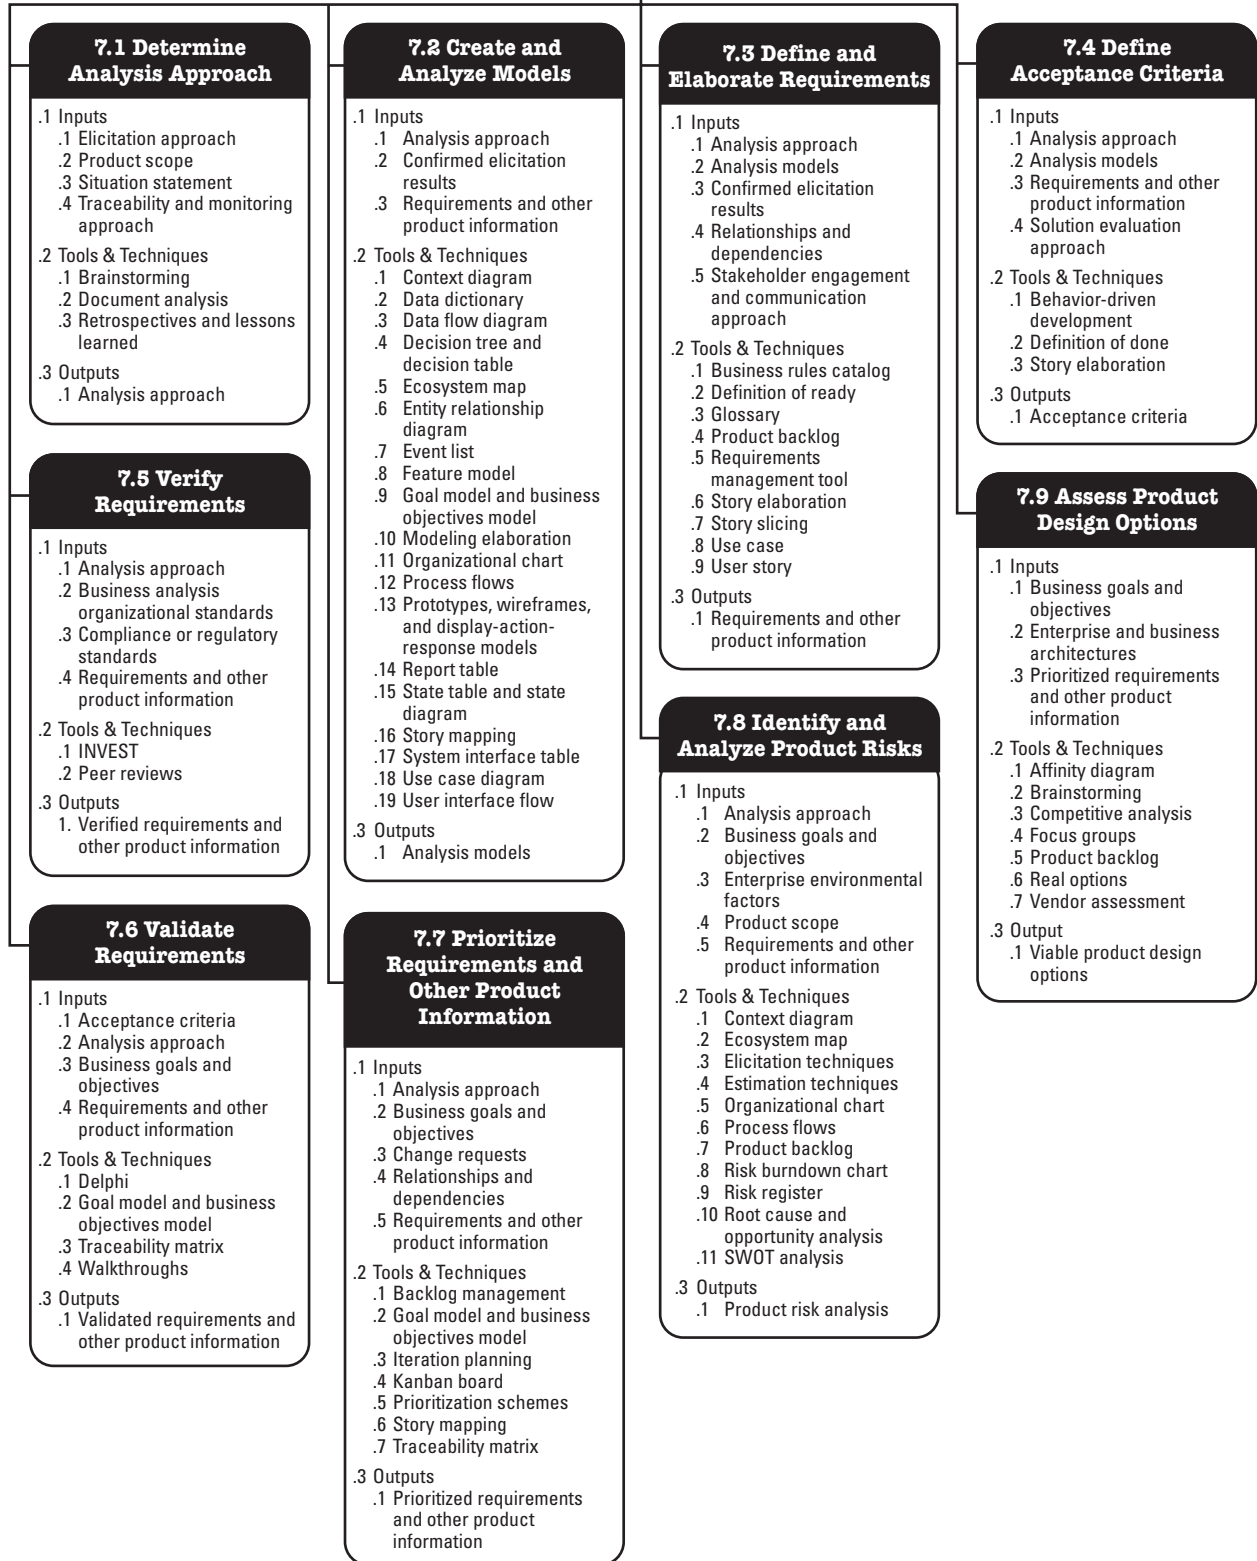 7.1 Determine
Analysis Approach
.1 Inputs
.1 Elicitation approach
.2 Product scope
.3 Situation statement
.4 Traceability and monitoring
approach
.2 Tools & Techniques
.1 Brainstorming
.2 Document analysis
.3 Retrospectives and lessons
learned
.3 Outputs
.1 Analysis approach
7.2 Create and
Analyze Models
.1 Inputs
.1 Analysis approach
.2 Confirmed elicitation
results
.3 Requirements and other
product information
.2 Tools & Techniques
.1 Context diagram
.2 Data dictionary
.3 Data flow diagram
.4 Decision tree and
decision table
.5 Ecosystem map
.6 Entity relationship
diagram
.7 Event list
.8 Feature model
.9 Goal model and business
objectives model
.10 Modeling elaboration
.11 Organizational chart
.12 Process flows
.13 Prototypes, wireframes,
and display-action-
response models
.14 Report table
.15 State table and state
diagram
.16 Story mapping
.17 System interface table
.18 Use case diagram
.19 User interface flow
.3 Outputs
.1 Analysis models
7.3 Define and
Elaborate Requirements
.1 Inputs
.1 Analysis approach
.2 Analysis models
.3 Confirmed elicitation
results
.4 Relationships and
dependencies
.5 Stakeholder engagement
and communication
approach
.2 Tools & Techniques
.1 Business rules catalog
.2 Definition of ready
.3 Glossary
.4 Product backlog
.5 Requirements
management tool
.6 Story elaboration
.7 Story slicing
.8 Use case
.9 User story
.3 Outputs
.1 Requirements and other
product information
7.4 Define
Acceptance Criteria
.1 Inputs
.1 Analysis approach
.2 Analysis models
.3 Requirements and other
product information
.4 Solution evaluation
approach
.2 Tools & Techniques
.1 Behavior-driven
development
.2 Definition of done
.3 Story elaboration
.3 Outputs
.1 Acceptance criteria
7.5 Verify
Requirements
.1 Inputs
.1 Analysis approach
.2 Business analysis
organizational standards
.3 Compliance or regulatory
standards
.4 Requirements and other
product information
.2 Tools & Techniques
.1 INVEST
.2 Peer reviews
.3 Outputs
1. Verified requirements and
other product information
7.6 Validate
Requirements
.1 Inputs
.1 Acceptance criteria
.2 Analysis approach
.3 Business goals and
objectives
.4 Requirements and other
product information
.2 Tools & Techniques
.1 Delphi
.2 Goal model and business
objectives model
.3 Traceability matrix
.4 Walkthroughs
.3 Outputs
.1 Validated requirements and
other product information
7.7 Prioritize
Requirements and
Other Product
Information
.1 Inputs
.1 Analysis approach
.2 Business goals and
objectives
.3 Change requests
.4 Relationships and
dependencies
.5 Requirements and other
product information
.2 Tools & Techniques
.1 Backlog management
.2 Goal model and business
objectives model
.3 Iteration planning
.4 Kanban board
.5 Prioritization schemes
.6 Story mapping
.7 Traceability matrix
.3 Outputs
.1 Prioritized requirements
and other product
information
7.8 Identify and
Analyze Product Risks
.1 Inputs
.1 Analysis approach
.2 Business goals and
objectives
.3 Enterprise environmental
factors
.4 Product scope
.5 Requirements and other
product information
.2 Tools & Techniques
.1 Context diagram
.2 Ecosystem map
.3 Elicitation techniques
.4 Estimation techniques
.5 Organizational chart
.6 Process flows
.7 Product backlog
.8 Risk burndown chart
.9 Risk register
.10 Root cause and
opportunity analysis
.11 SWOT analysis
.3 Outputs
.1 Product risk analysis
7.9 Assess Product
Design Options
.1 Inputs
.1 Business goals and
objectives
.2 Enterprise and business
architectures
.3 Prioritized requirements
and other product
information
.2 Tools & Techniques
.1 Affinity diagram
.2 Brainstorming
.3 Competitive analysis
.4 Focus groups
.5 Product backlog
.6 Real options
.7 Vendor assessment
.3 Output
.1 Viable product design
options